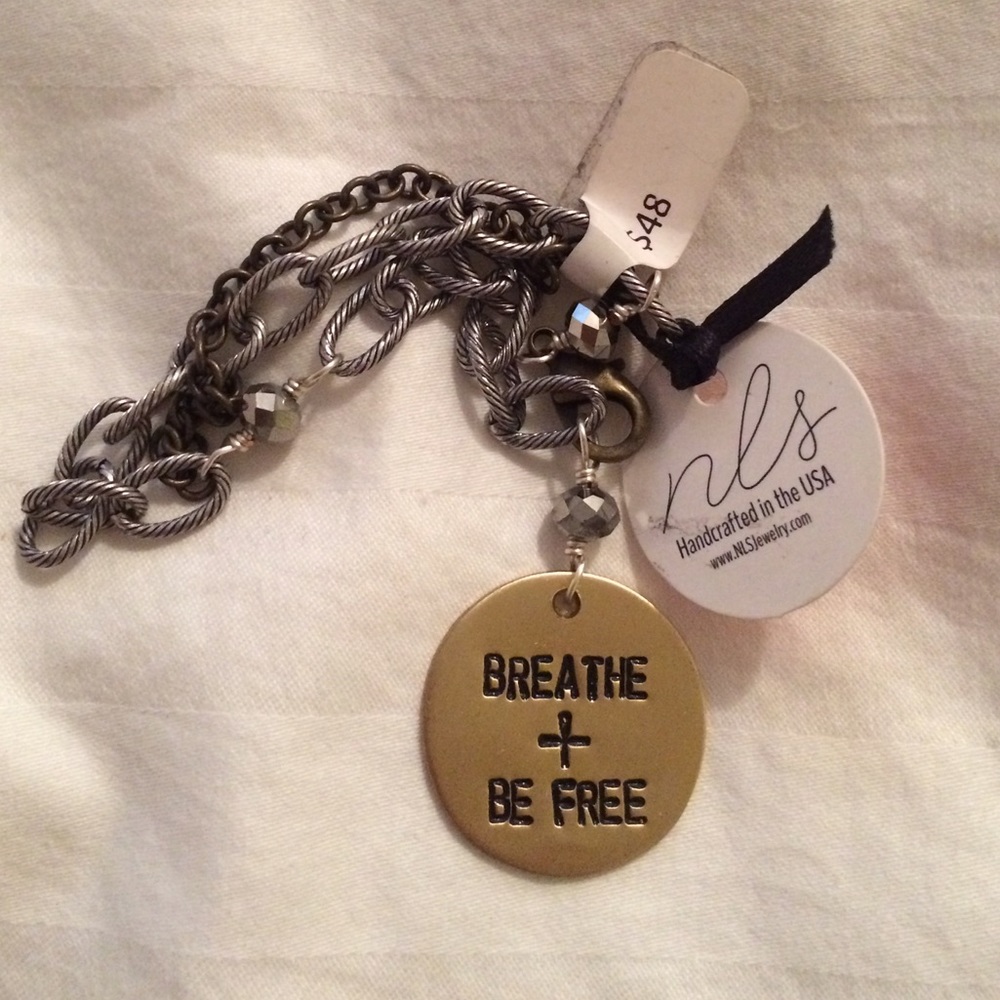 $48
nls
Handcrafted in the USA
www.NLSJewelry.com
BREATHE
+
BE FREE